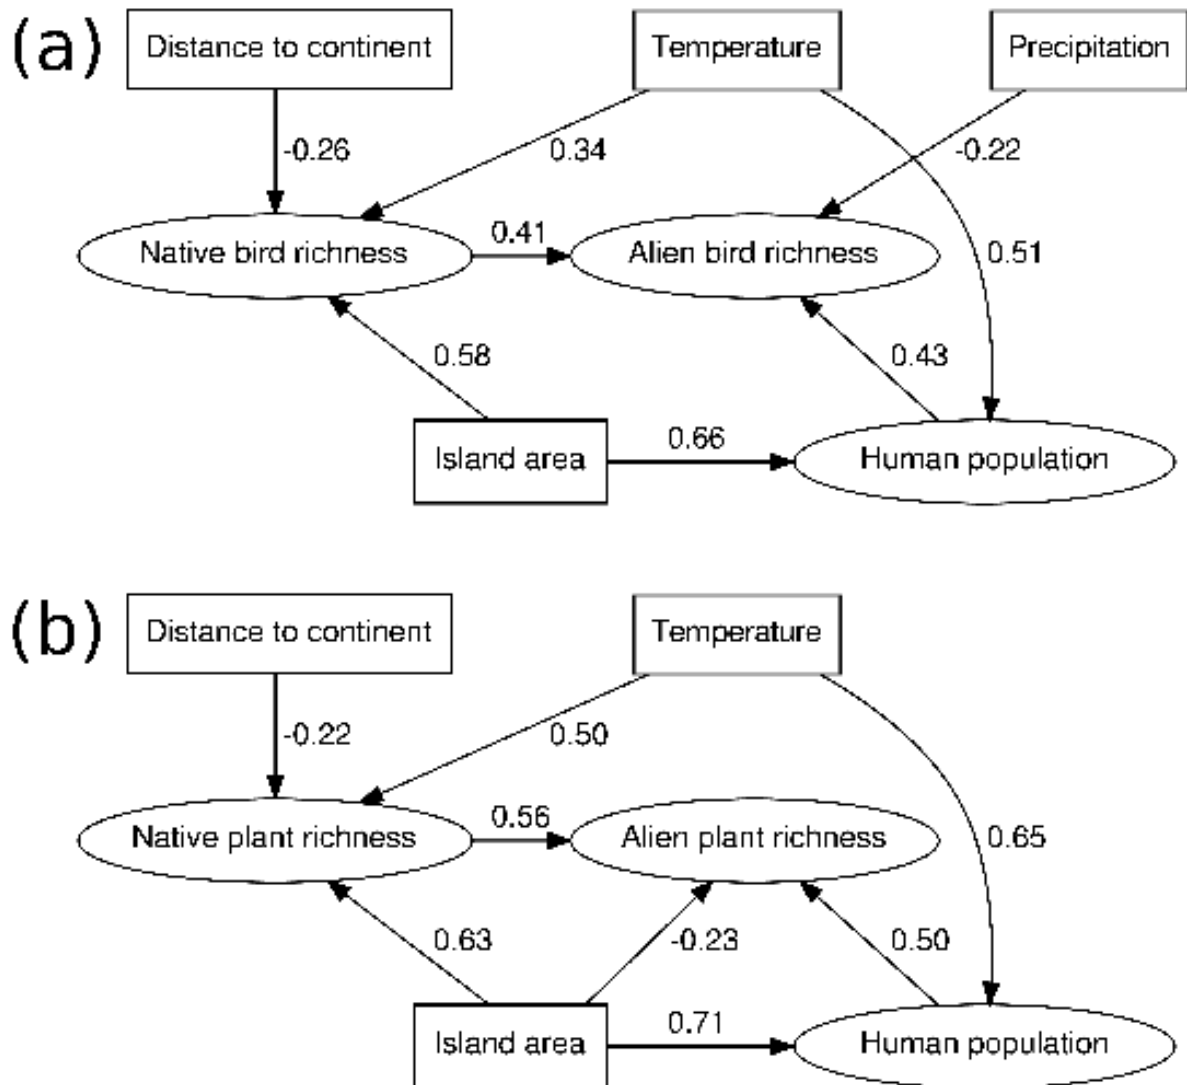 (a)
Distance to continent
Temperature
Precipitation
-0.26
0.34
-0.22
Native bird richness
0.41
Alien bird richness
0.51
0.58
0.43
Island area
0.66
Human population
(b)
Distance to continent
Temperature
-0.22
0.50
Native plant richness
0.56
Alien plant richness
0.65
0.63
-0.23
0.50
Island area
0.71
Human population